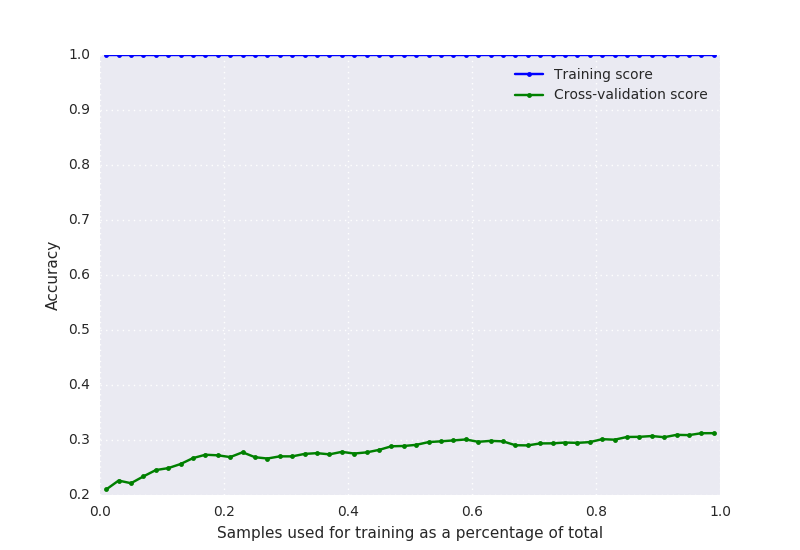 1.0
0.9
0.8
0.7
0.6
0.5
0.4
0.3
0.2
Accuracy
Training score
Cross-validation score
0.0 0.2 0.4 0.6 0.8 1.0
Samples used for training as a percentage of total